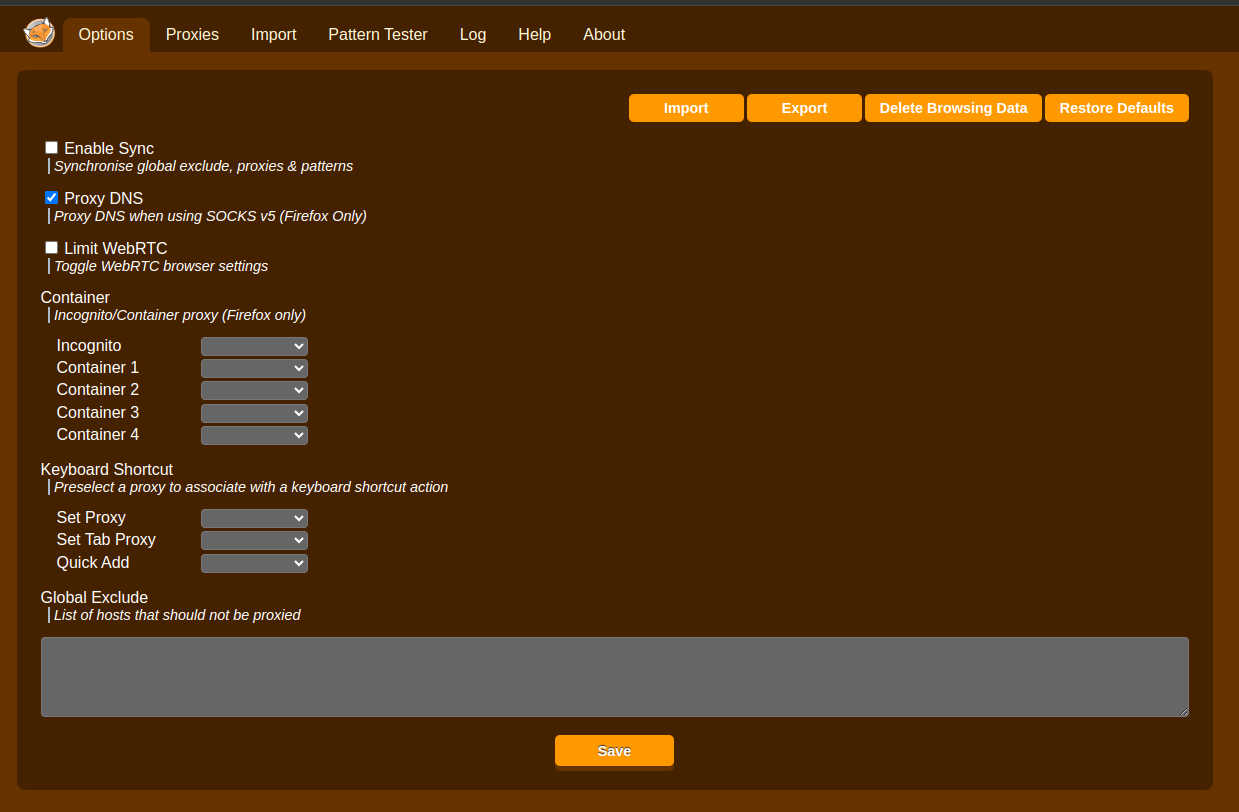 Options Proxies Import Pattern Tester Log Help About
Import Export Delete Browsing Data Restore Defaults
Enable Sync
Synchronise global exclude, proxies & patterns
Proxy DNS
Proxy DNS when using SOCKS v5 (Firefox Only)
Limit WebRTC
Toggle WebRTC browser settings
Container
Incognito/Container proxy (Firefox only)
Incognito
Container 1
Container 2
Container 3
Container 4
Keyboard Shortcut
Preselect a proxy to associate with a keyboard shortcut action
Set Proxy
Set Tab Proxy
Quick Add
Global Exclude
List of hosts that should not be proxied
Save